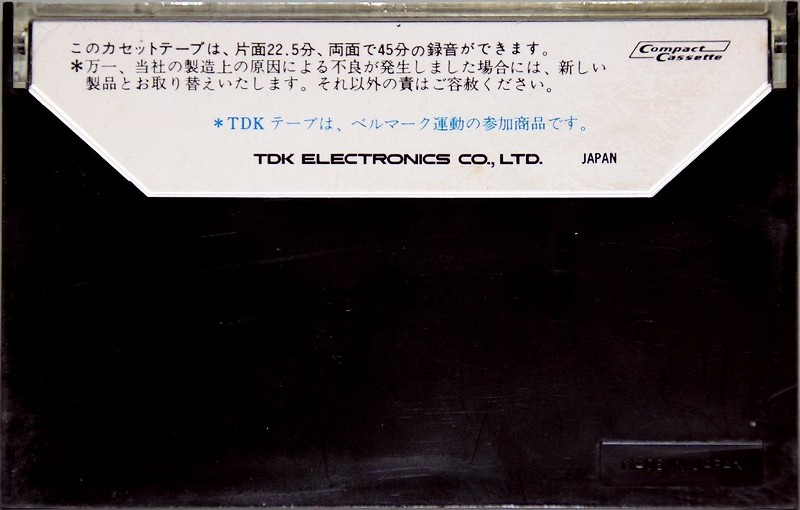 このカセットテープは、片面22.5分、両面で45分の録音ができます。
Compact Cassette
＊万一、当社の製造上の原因による不良が発生しました場合には、新しい
製品とお取り替えいたします。それ以外の責はご容赦ください。
＊TDK テープは、ベルマーク運動の参加商品です。
TDK ELECTRONICS CO., LTD. JAPAN
MADE IN JAPAN